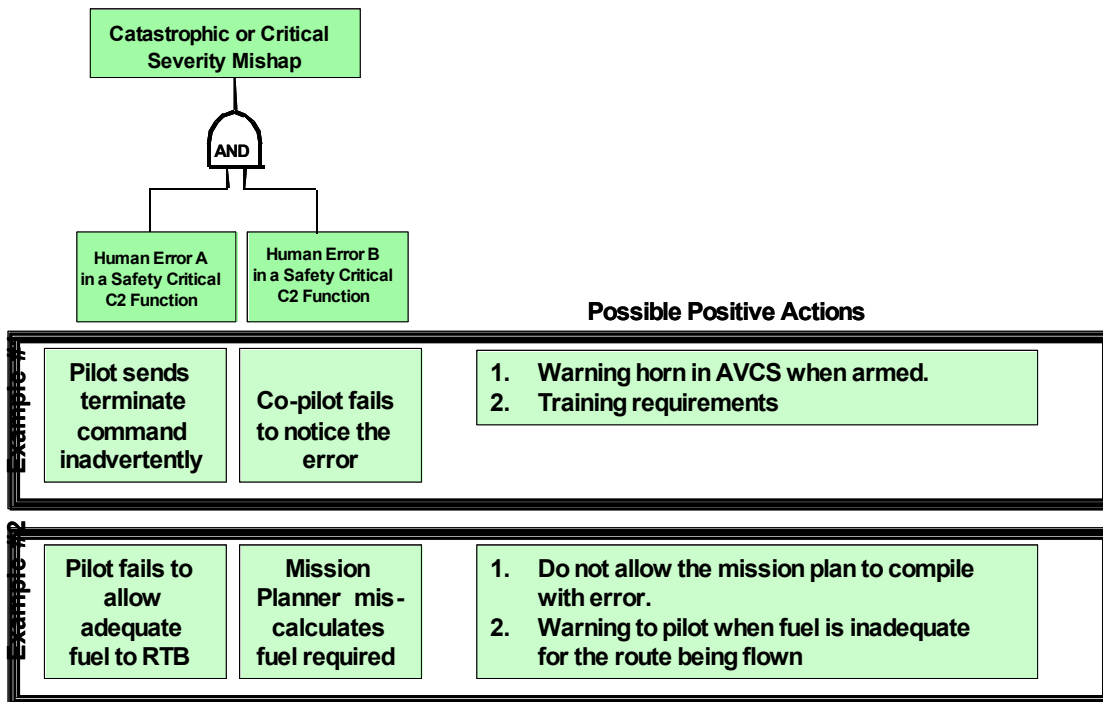 Catastrophic or Critical
Severity Mishap
AND
Human Error A
in a Safety Critical
C2 Function
Human Error B
in a Safety Critical
C2 Function
Possible Positive Actions
Example #
Pilot sends
terminate
command
inadvertently
Co-pilot fails
to notice the
error
1. Warning horn in AVCS when armed.
2. Training requirements
Example #2
Pilot fails to
allow
adequate
fuel to RTB
Mission
Planner mis-
calculates
fuel required
1. Do not allow the mission plan to compile
with error.
2. Warning to pilot when fuel is inadequate
for the route being flown